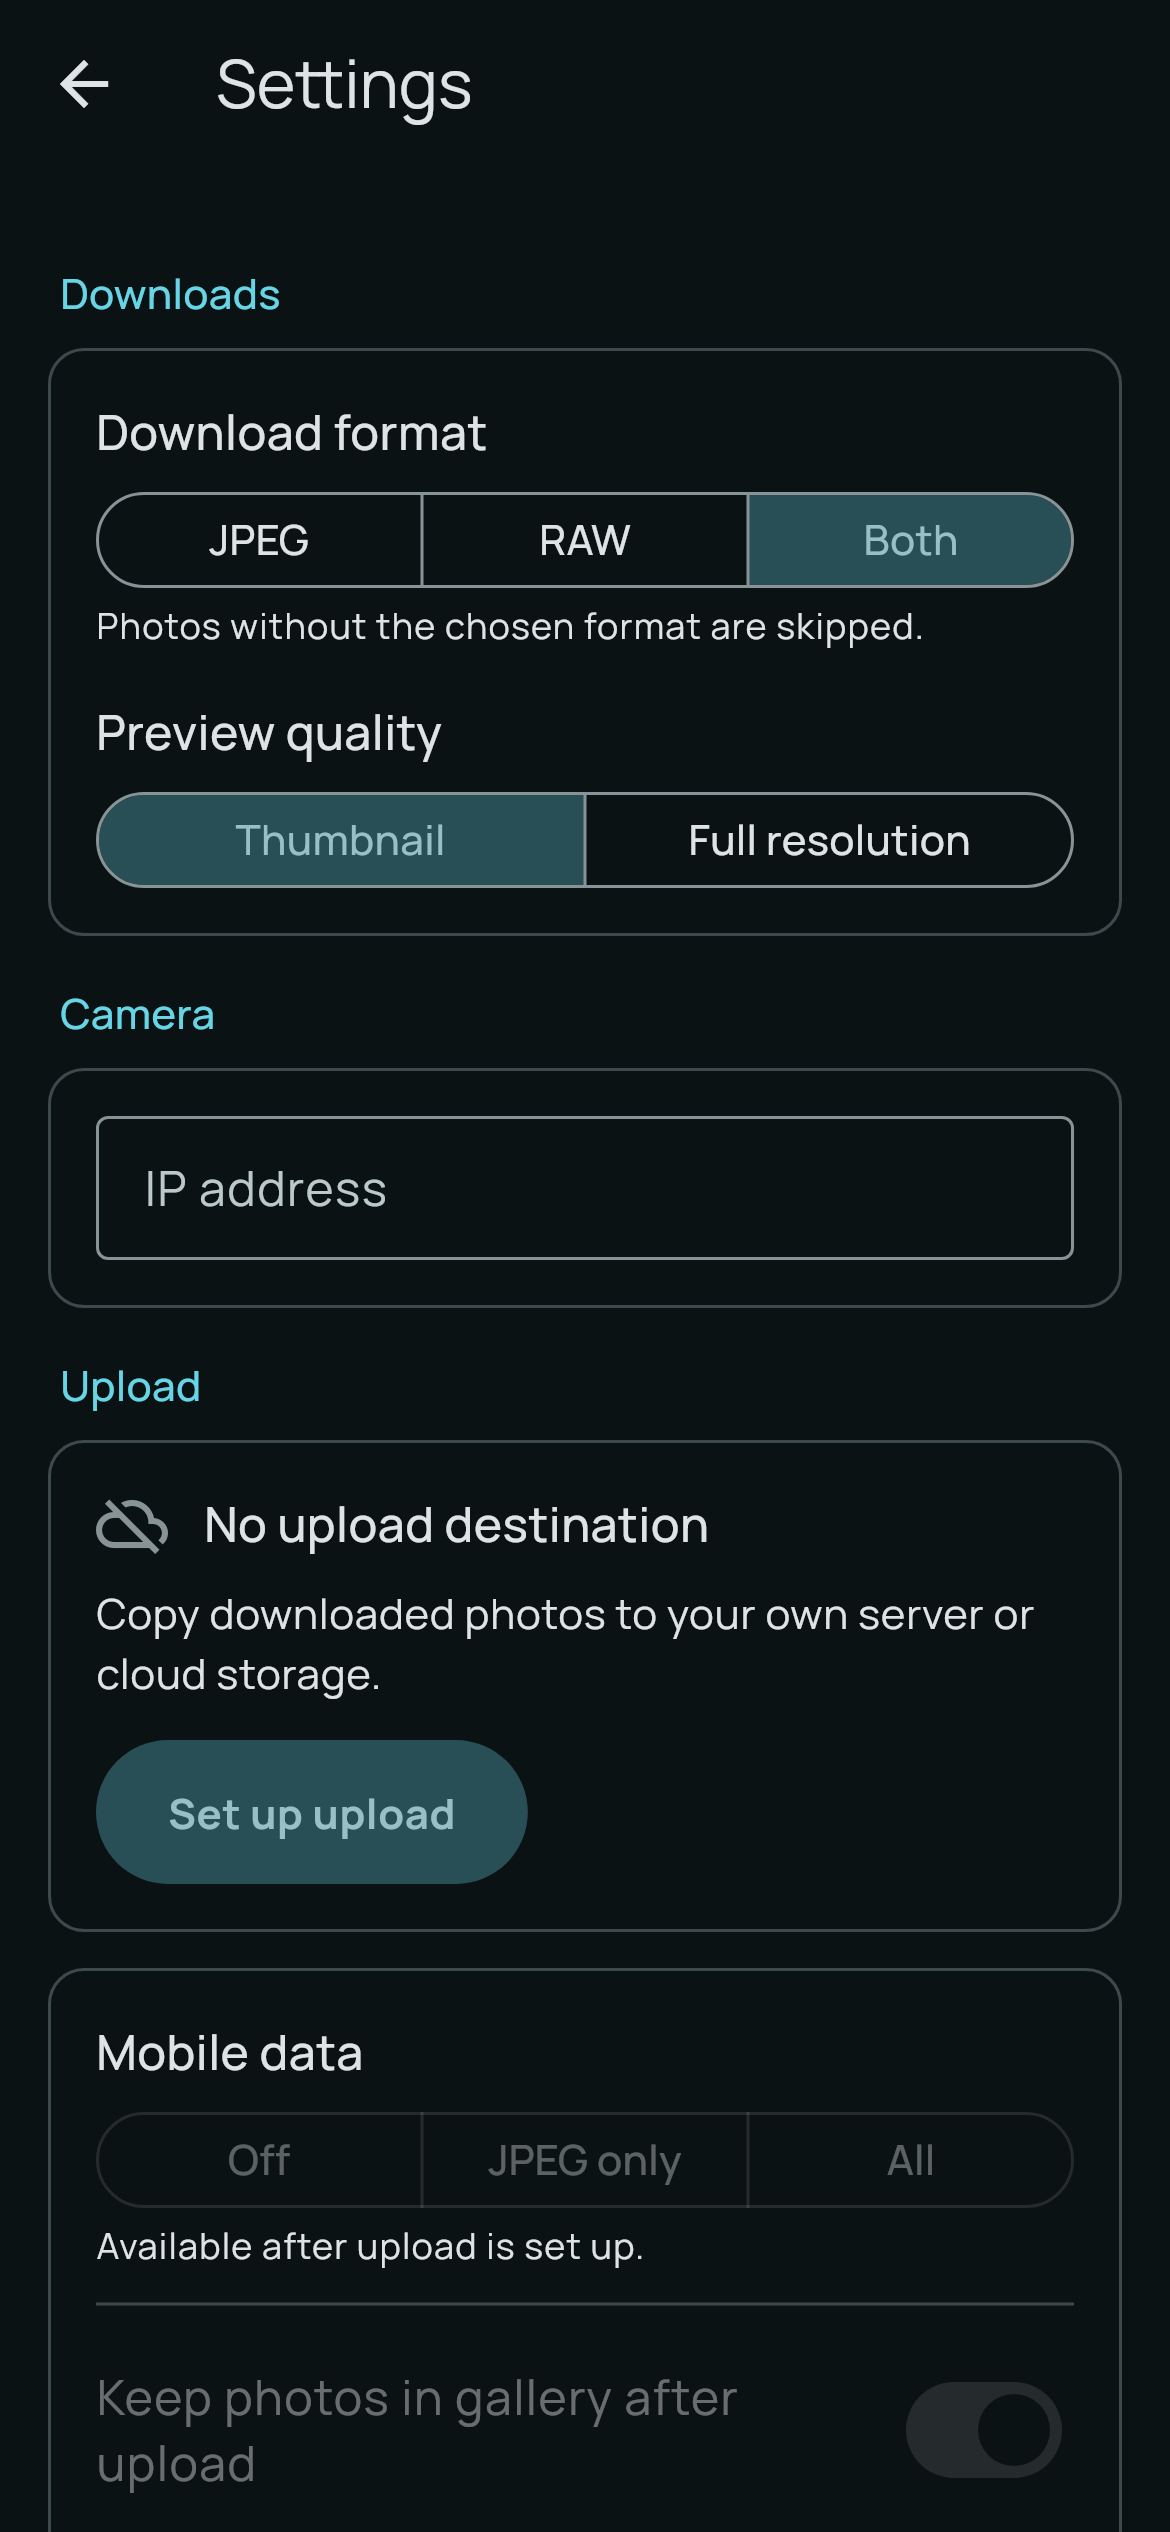 Settings
Downloads
Download format
JPEG
RAW
Both
Photos without the chosen format are skipped.
Preview quality
Thumbnail
Full resolution
Camera
IP address
Upload
No upload destination
Copy downloaded photos to your own server or
cloud storage.
Set up upload
Mobile data
Off
JPEG only
All
Available after upload is set up.
Keep photos in gallery after
upload